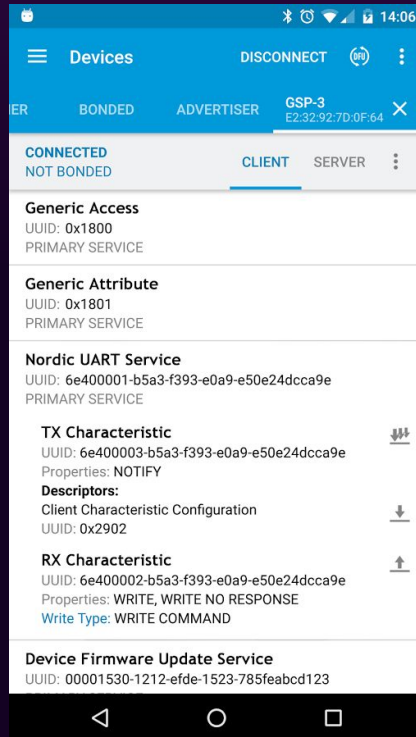 14:06
Devices
DISCONNECT
DFU
ER
BONDED
ADVERTISER
GSP-3
E2:32:92:7D:0F:64
CONNECTED
NOT BONDED
CLIENT
SERVER
Generic Access
UUID: 0x1800
PRIMARY SERVICE
Generic Attribute
UUID: 0x1801
PRIMARY SERVICE
Nordic UART Service
UUID: 6e400001-b5a3-f393-e0a9-e50e24dcca9e
PRIMARY SERVICE
TX Characteristic
UUID: 6e400003-b5a3-f393-e0a9-e50e24dcca9e
Properties: NOTIFY
Descriptors:
Client Characteristic Configuration
UUID: 0x2902
RX Characteristic
UUID: 6e400002-b5a3-f393-e0a9-e50e24dcca9e
Properties: WRITE, WRITE NO RESPONSE
Write Type: WRITE COMMAND
Device Firmware Update Service
UUID: 00001530-1212-efde-1523-785feabcd123
PRIMARY SERVICE